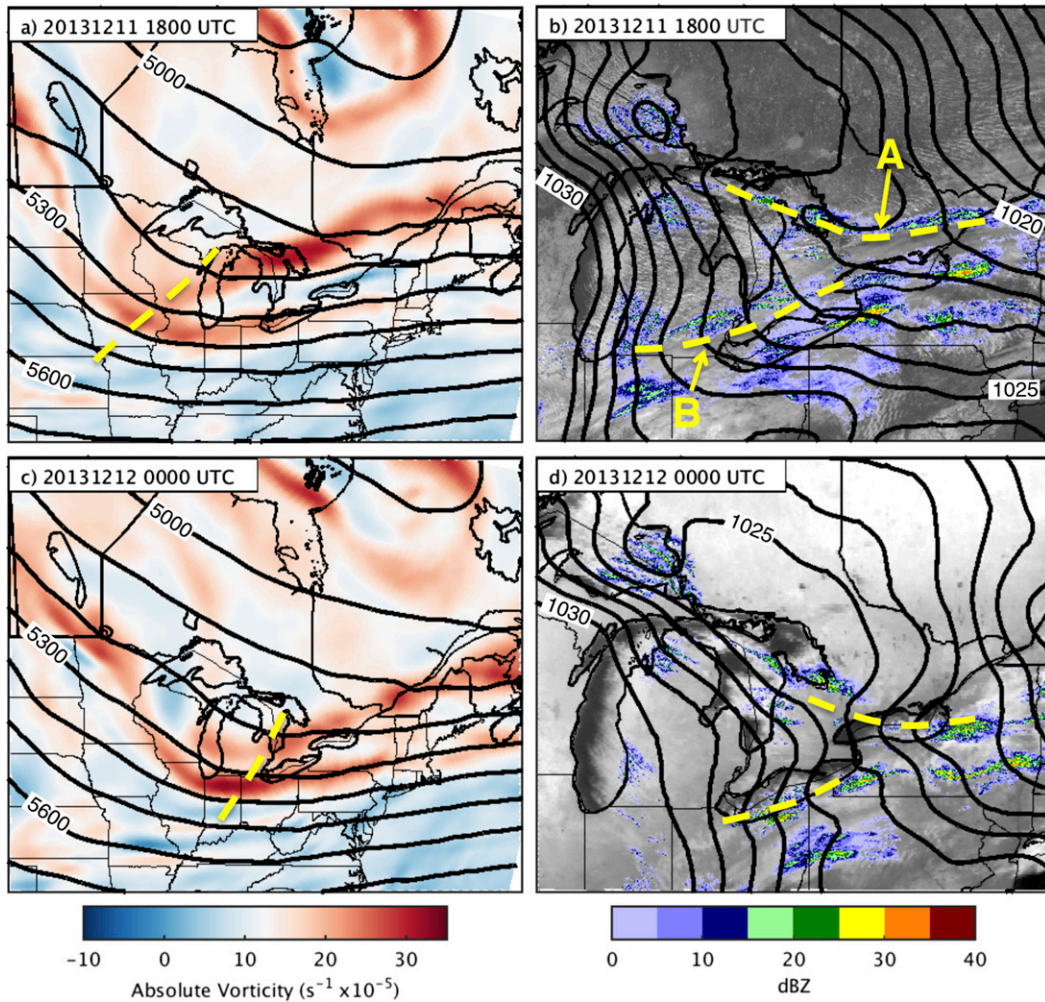 a) 20131211 1800 UTC
5000
5300
5600
b) 20131211 1800 UTC
A
1030
1020
B
1025
c) 20131212 0000 UTC
5000
5300
5600
d) 20131212 0000 UTC
1025
1030
−10 0 10 20 30
Absolute Vorticity (s⁻¹ x10⁻⁵)
0 10 20 30 40
dBZ